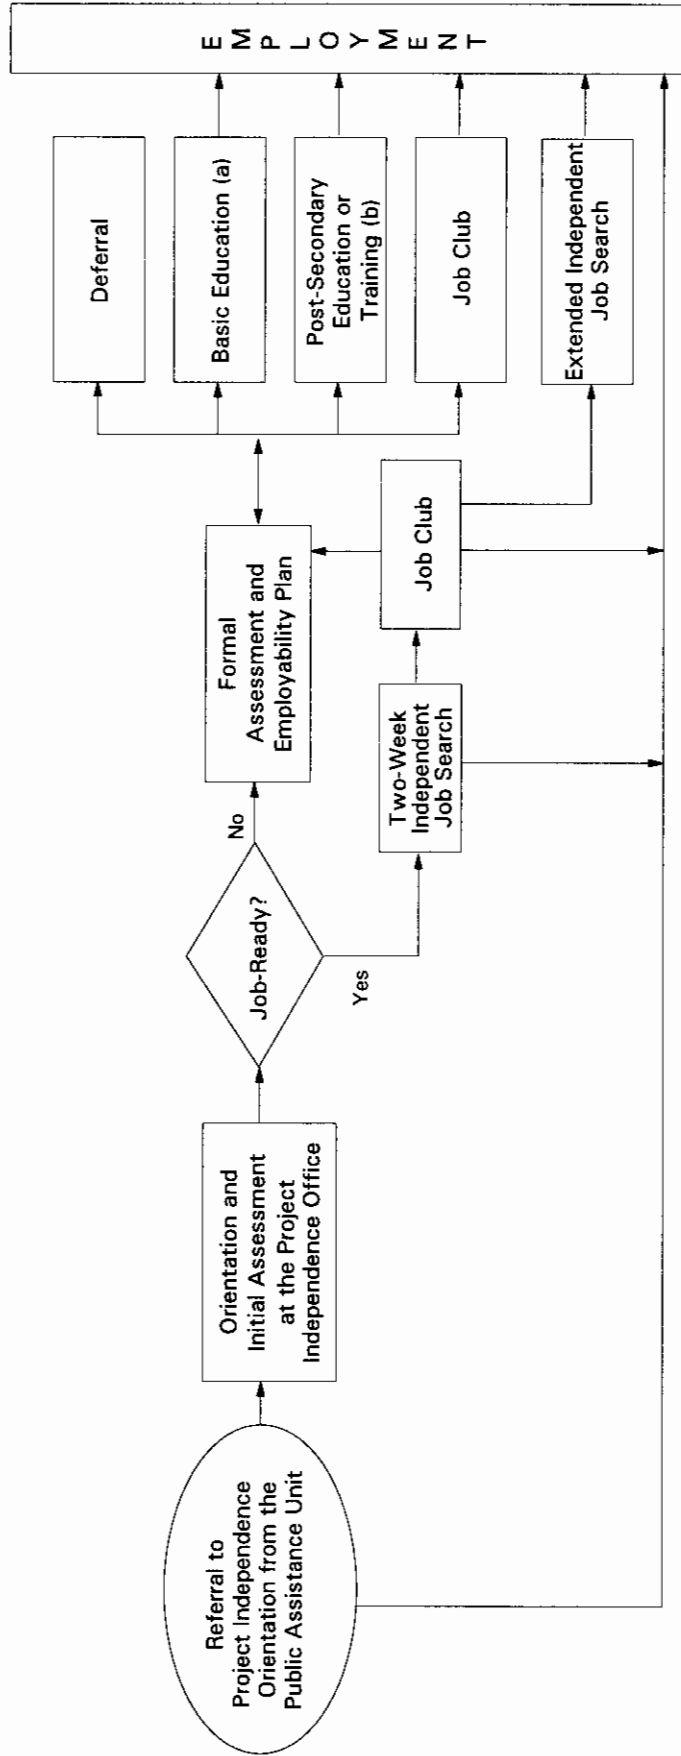 Referral to
Project Independence
Orientation from the
Public Assistance Unit
Orientation and
Initial Assessment
at the Project
Independence Office
Job-Ready?
No
Yes
Formal
Assessment and
Employability Plan
Two-Week
Independent
Job Search
Job Club
Deferral
Basic Education (a)
Post-Secondary
Education or
Training (b)
Job Club
Extended Independent
Job Search
EMPLOYMENT